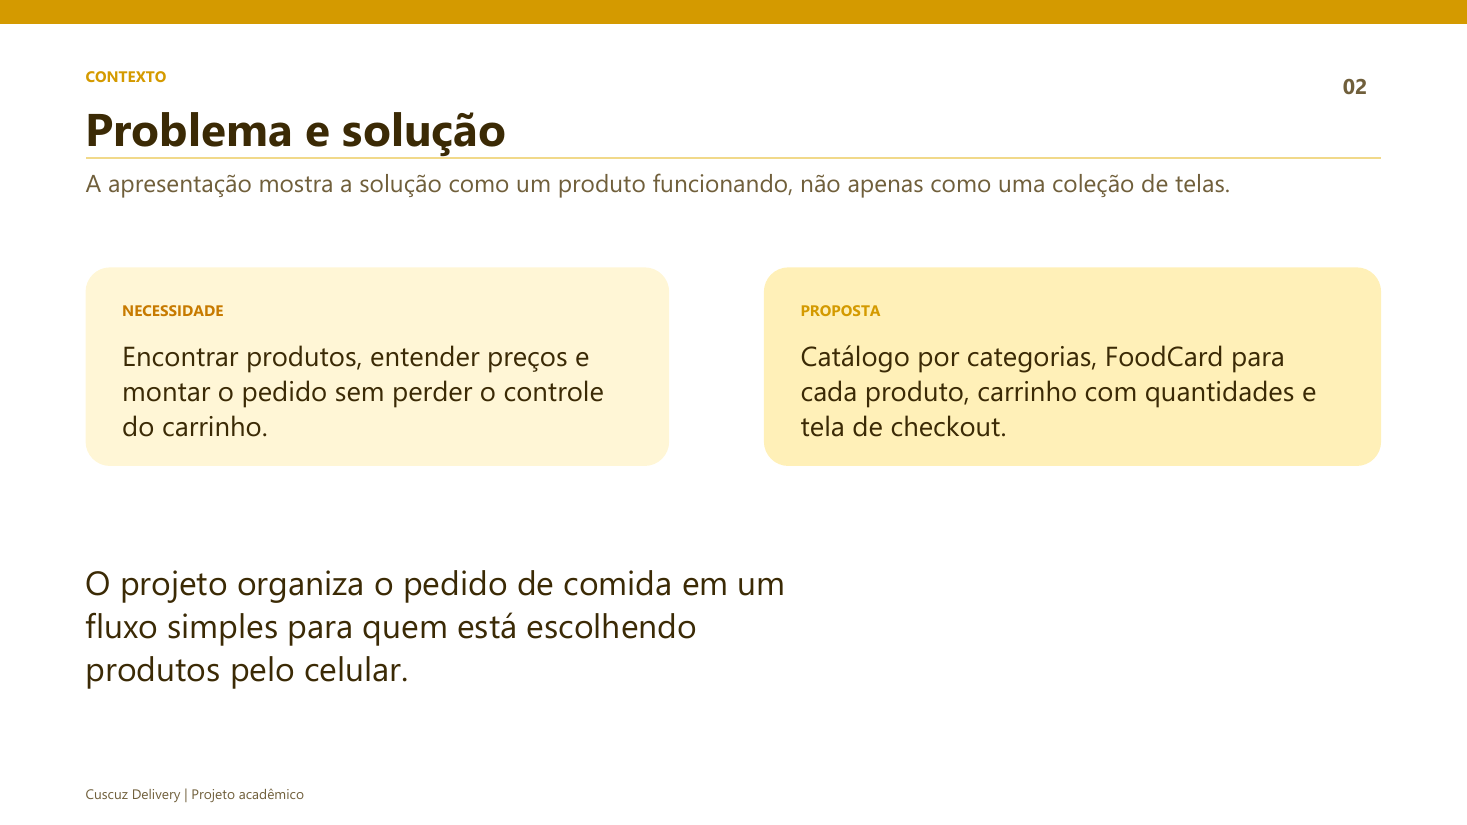 CONTEXTO
02
Problema e solução
A apresentação mostra a solução como um produto funcionando, não apenas como uma coleção de telas.
NECESSIDADE
Encontrar produtos, entender preços e
montar o pedido sem perder o controle
do carrinho.
PROPOSTA
Catálogo por categorias, FoodCard para
cada produto, carrinho com quantidades e
tela de checkout.
O projeto organiza o pedido de comida em um
fluxo simples para quem está escolhendo
produtos pelo celular.
Cuscuz Delivery | Projeto acadêmico